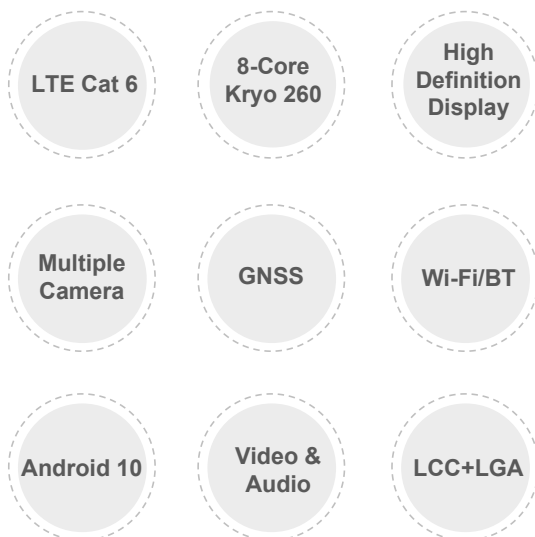 LTE Cat 6
8-Core
Kryo 260
High
Definition
Display
Multiple
Camera
GNSS
Wi-Fi/BT
Android 10
Video &
Audio
LCC+LGA